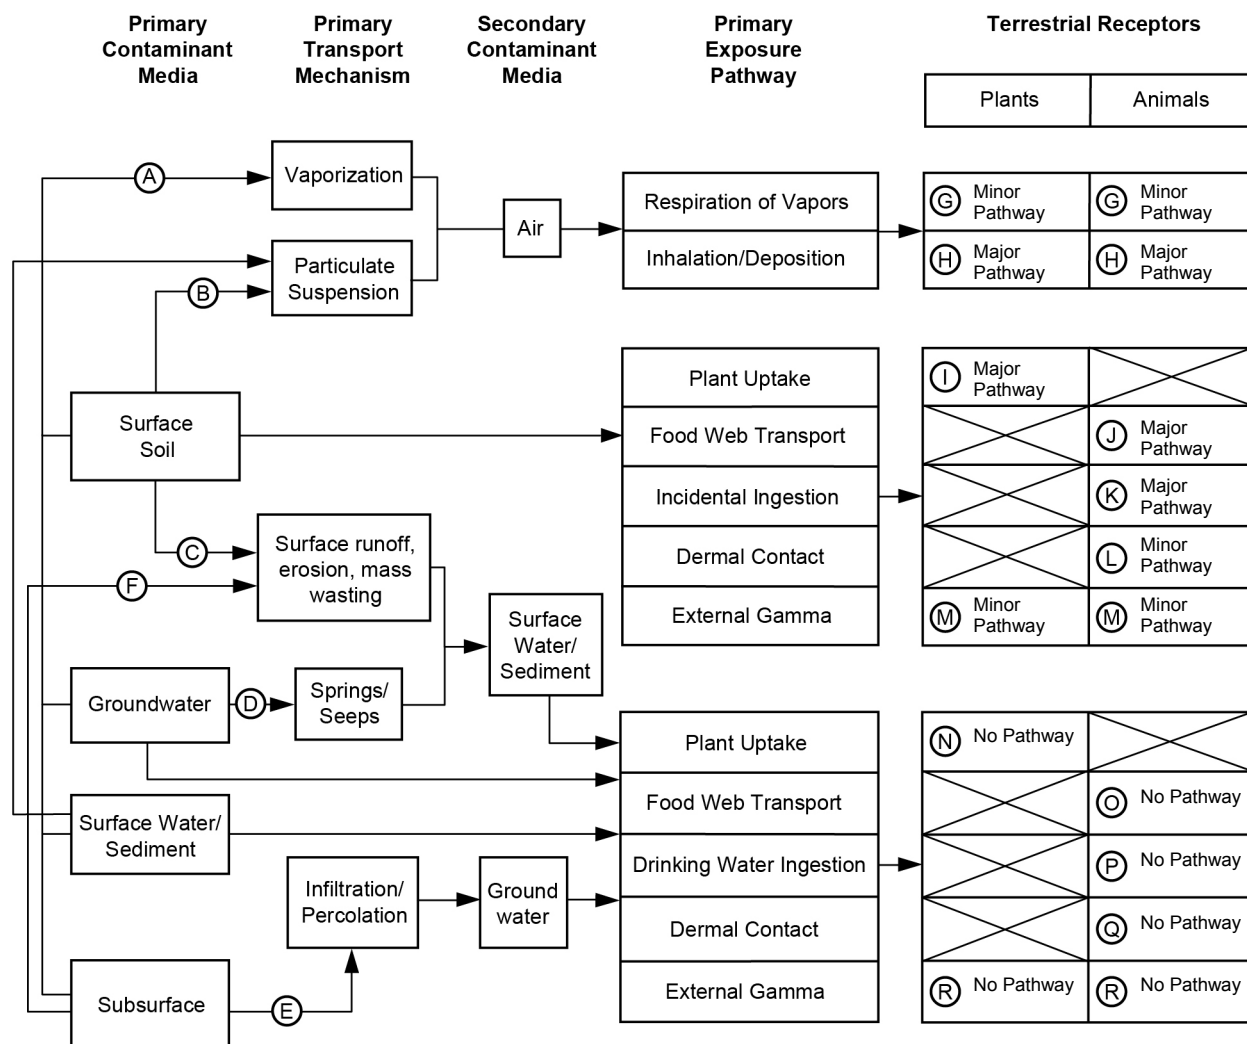 Primary
Contaminant
Media
Primary
Transport
Mechanism
Secondary
Contaminant
Media
Primary
Exposure
Pathway
Terrestrial Receptors
Plants
Animals
A
Vaporization
Air
Respiration of Vapors
G
Minor
Pathway
G
Minor
Pathway
B
Particulate
Suspension
Inhalation/Deposition
H
Major
Pathway
H
Major
Pathway
Surface
Soil
Plant Uptake
I
Major
Pathway
Food Web Transport
J
Major
Pathway
Incidental Ingestion
K
Major
Pathway
C
F
Surface runoff,
erosion, mass
wasting
Dermal Contact
L
Minor
Pathway
External Gamma
M
Minor
Pathway
M
Minor
Pathway
Surface
Water/
Sediment
Groundwater
D
Springs/
Seeps
Plant Uptake
N
No Pathway
Surface Water/
Sediment
Food Web Transport
O
No Pathway
Infiltration/
Percolation
Ground
water
Drinking Water Ingestion
P
No Pathway
Dermal Contact
Q
No Pathway
Subsurface
E
External Gamma
R
No Pathway
R
No Pathway